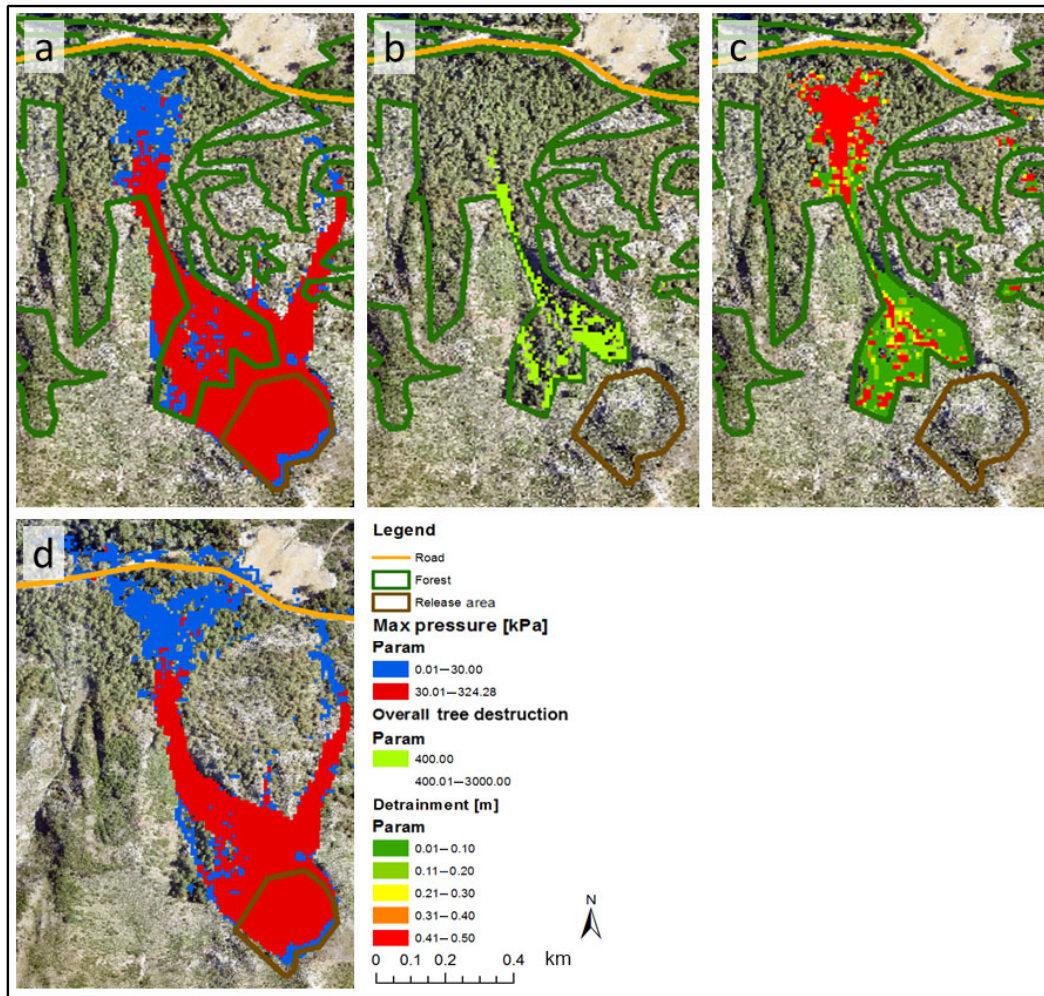 a
b
c
d
Legend
Road
Forest
Release area
Max pressure [kPa]
Param
0.01—30.00
30.01—324.28
Overall tree destruction
Param
400.00
400.01—3000.00
Detrainment [m]
Param
0.01—0.10
0.11—0.20
0.21—0.30
0.31—0.40
0.41—0.50
N
0 0.1 0.2 0.4 km